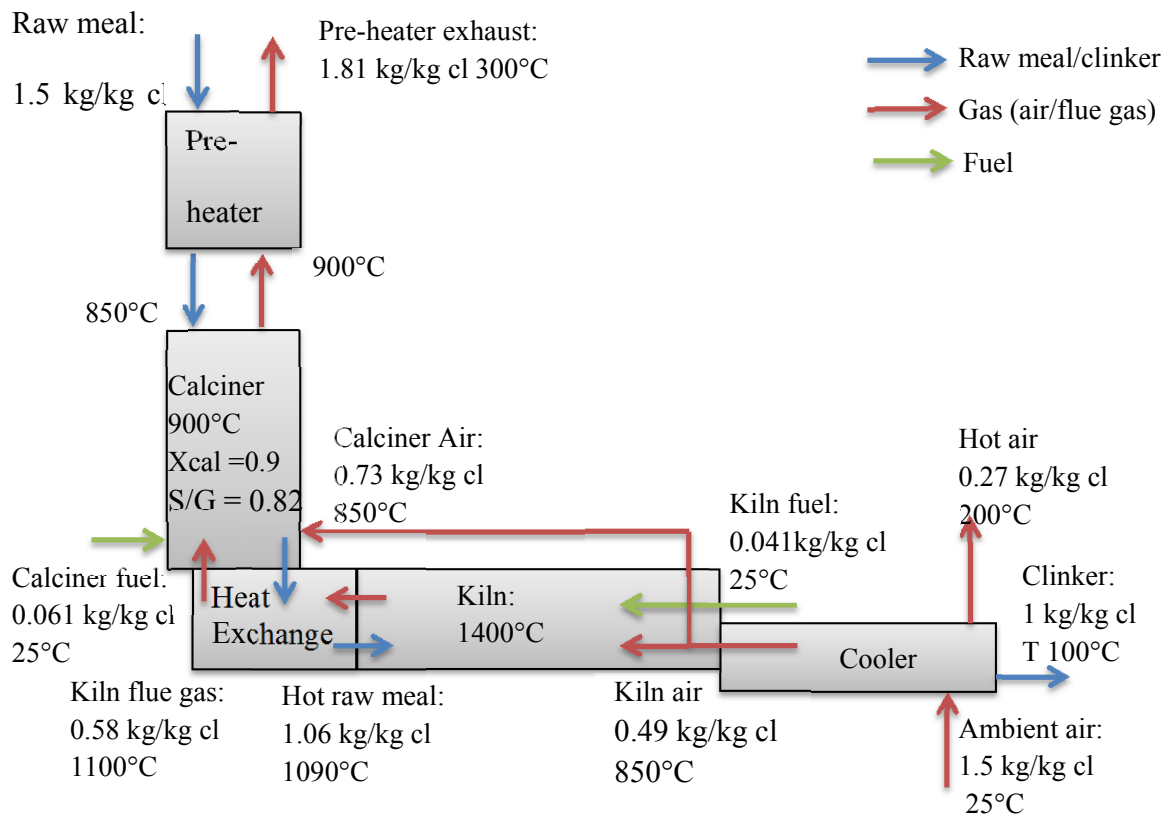 Raw meal:
1.5 kg/kg cl
Pre-heater exhaust:
1.81 kg/kg cl 300°C
Raw meal/clinker
Gas (air/flue gas)
Fuel
Pre-
heater
900°C
850°C
Calciner
900°C
Xcal =0.9
S/G = 0.82
Calciner Air:
0.73 kg/kg cl
850°C
Hot air
0.27 kg/kg cl
200°C
Kiln fuel:
0.041kg/kg cl
25°C
Calciner fuel:
0.061 kg/kg cl
25°C
Heat
Exchange
Kiln:
1400°C
Cooler
Clinker:
1 kg/kg cl
T 100°C
Kiln flue gas:
0.58 kg/kg cl
1100°C
Hot raw meal:
1.06 kg/kg cl
1090°C
Kiln air
0.49 kg/kg cl
850°C
Ambient air:
1.5 kg/kg cl
25°C